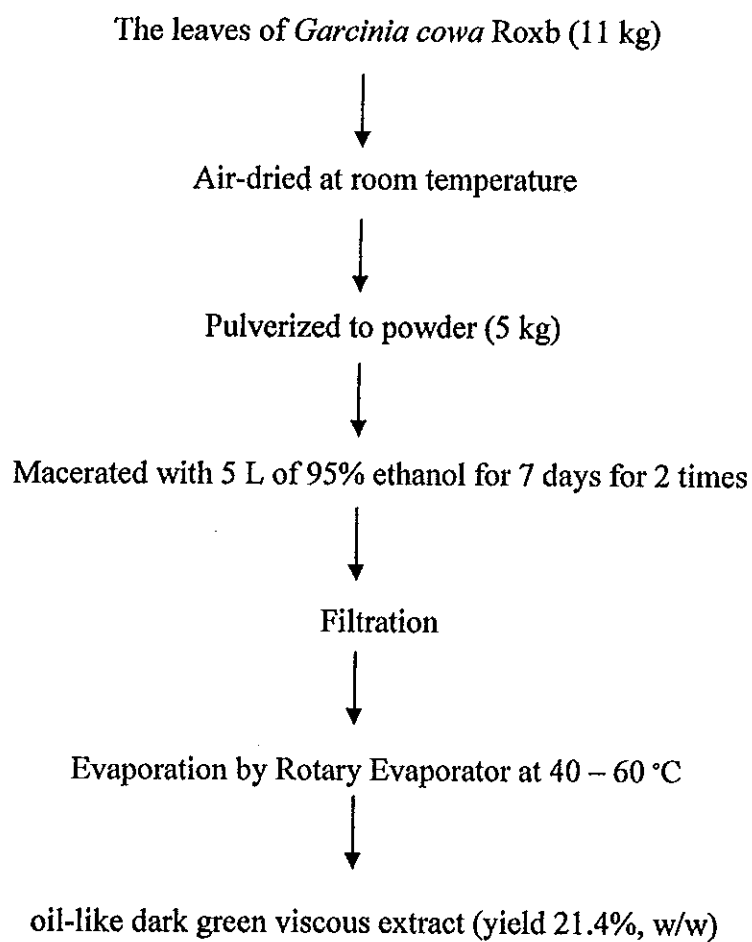 The leaves of Garcinia cowa Roxb (11 kg)
Air-dried at room temperature
Pulverized to powder (5 kg)
Macerated with 5 L of 95% ethanol for 7 days for 2 times
Filtration
Evaporation by Rotary Evaporator at 40 – 60 °C
oil-like dark green viscous extract (yield 21.4%, w/w)